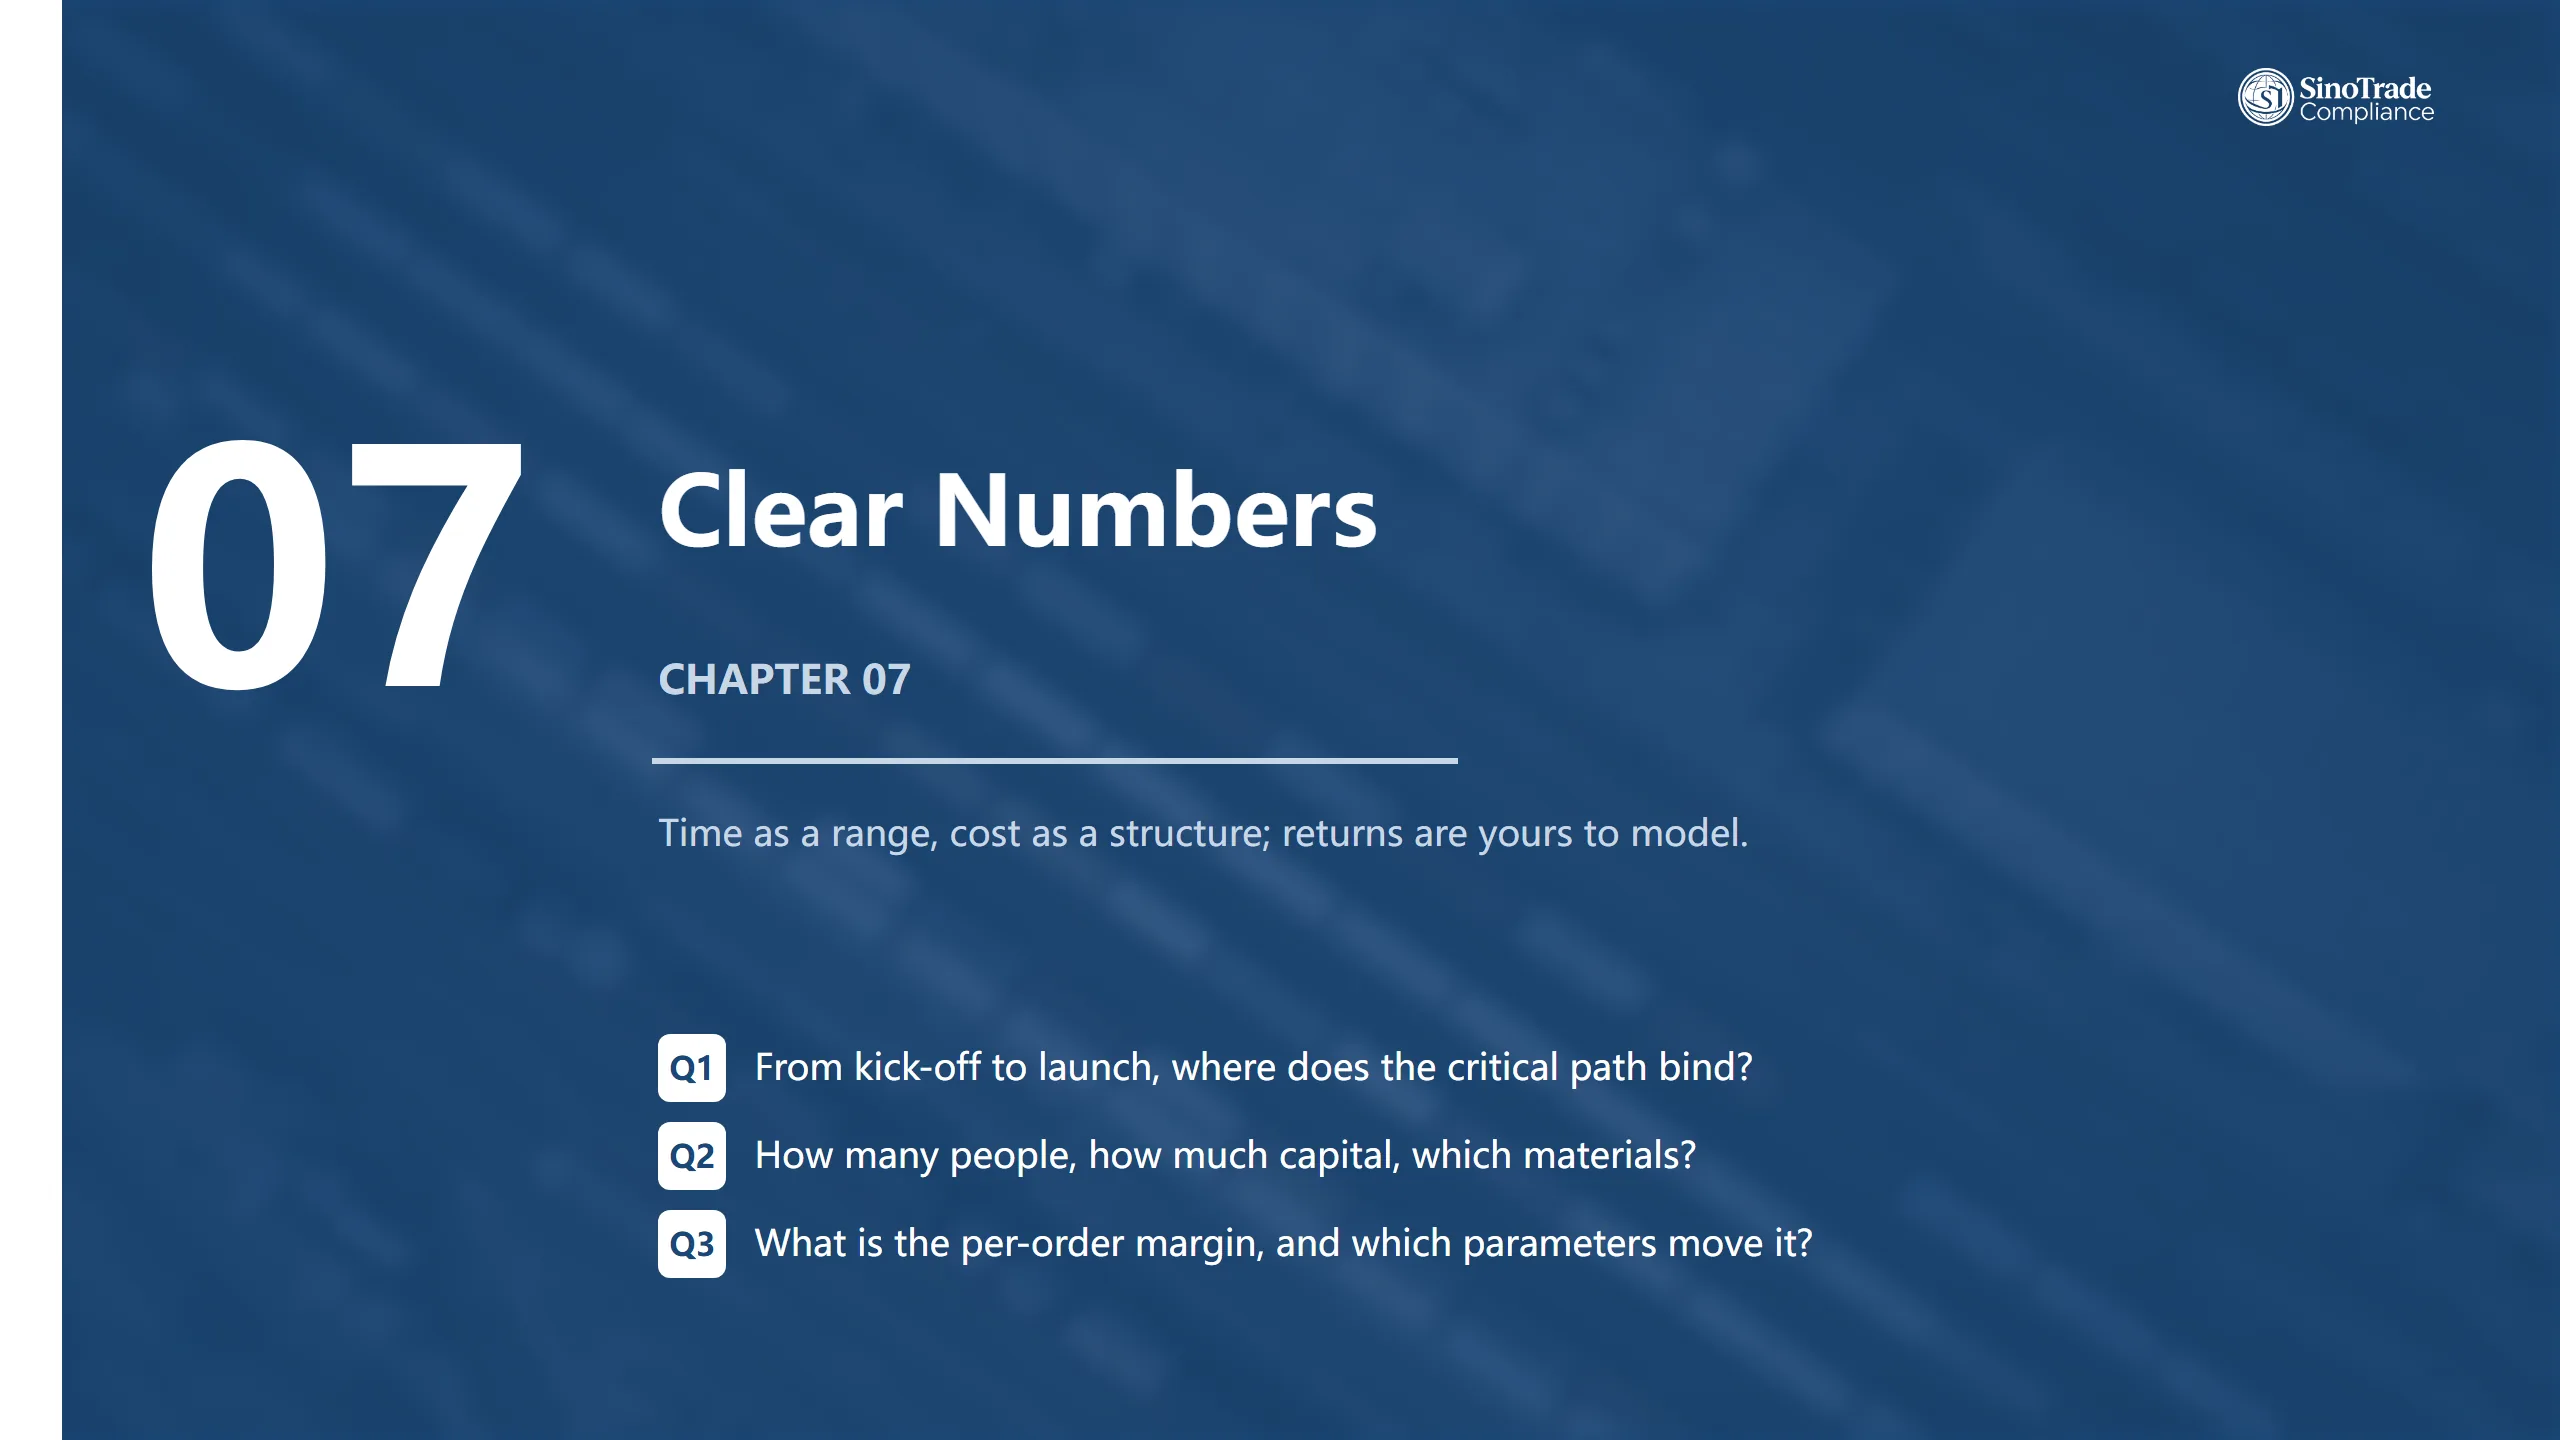 SinoTrade
Compliance
07
Clear Numbers
CHAPTER 07
Time as a range, cost as a structure; returns are yours to model.
Q1 From kick-off to launch, where does the critical path bind?
Q2 How many people, how much capital, which materials?
Q3 What is the per-order margin, and which parameters move it?